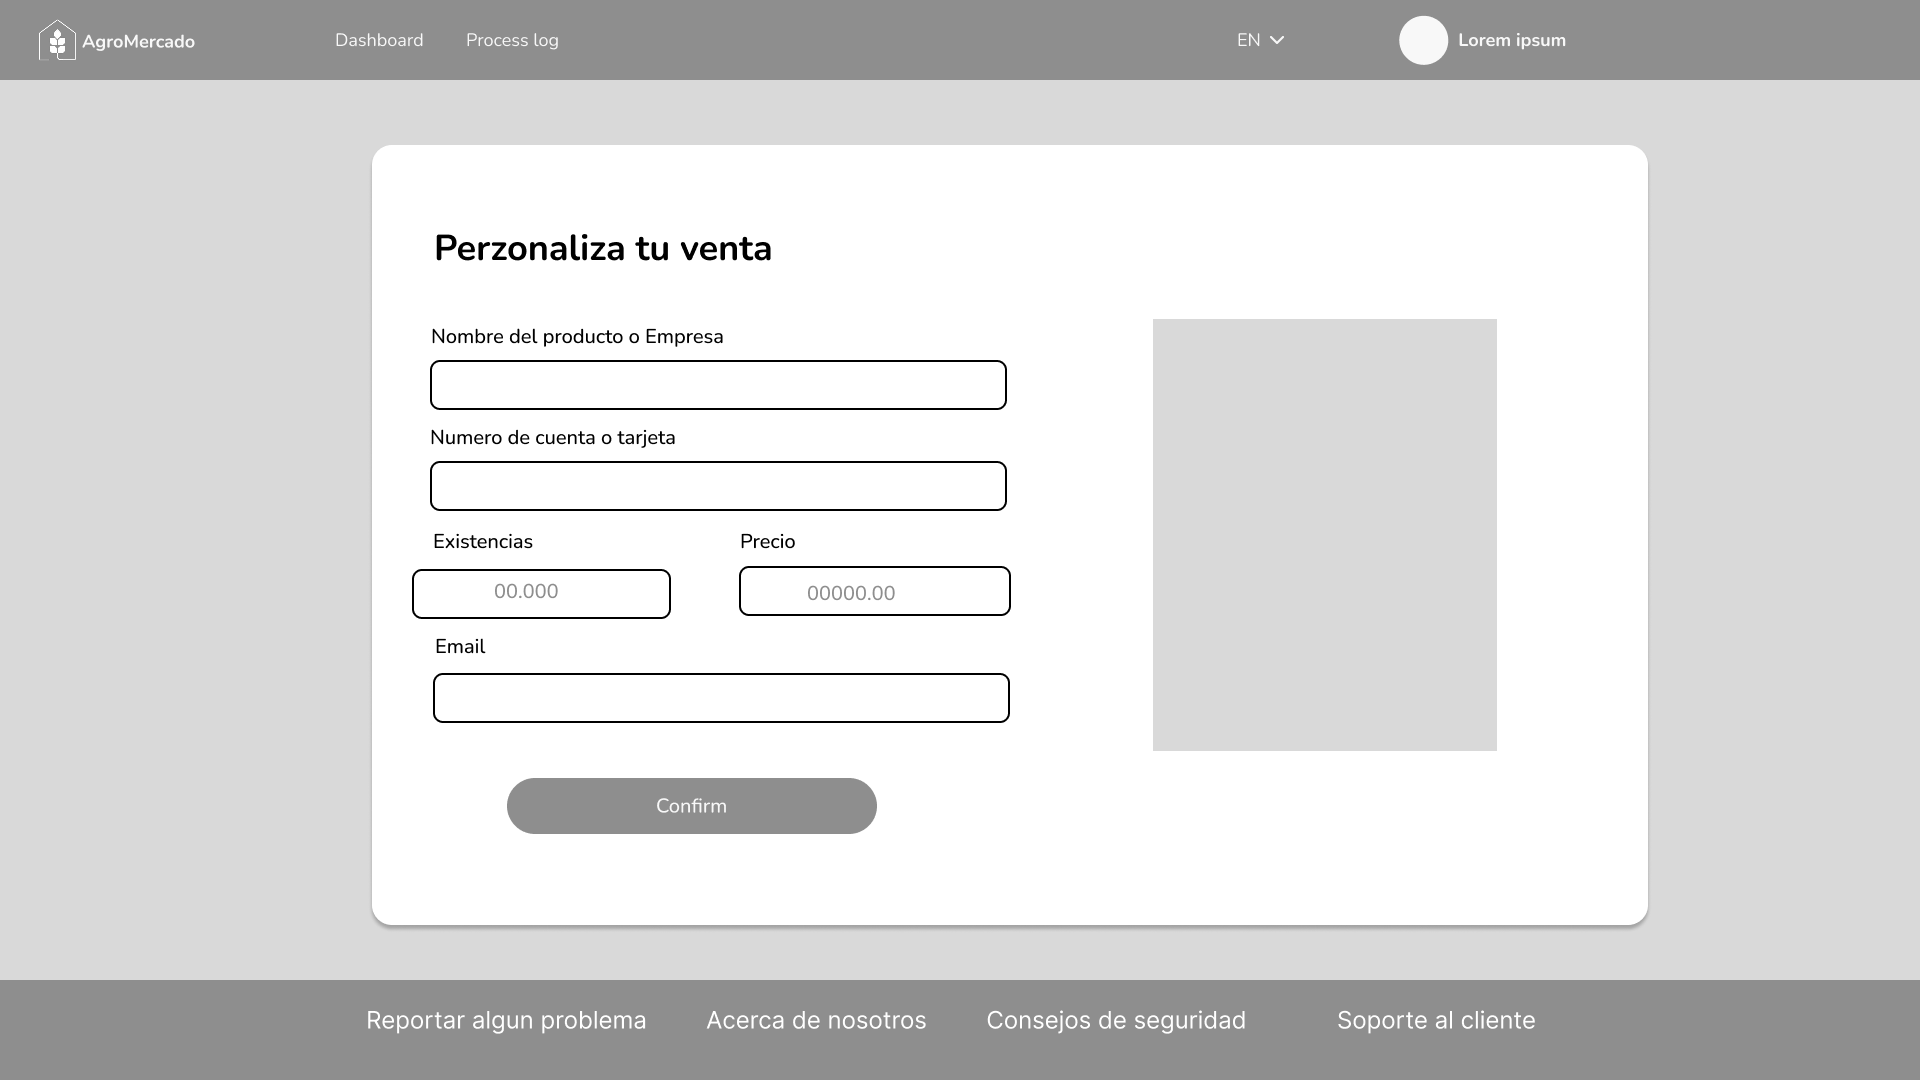 AgroMercado
Dashboard
Process log
EN
Lorem ipsum
Perzonaliza tu venta
Nombre del producto o Empresa
Numero de cuenta o tarjeta
Existencias
Precio
00.000
00000.00
Email
Confirm
Reportar algun problema
Acerca de nosotros
Consejos de seguridad
Soporte al cliente